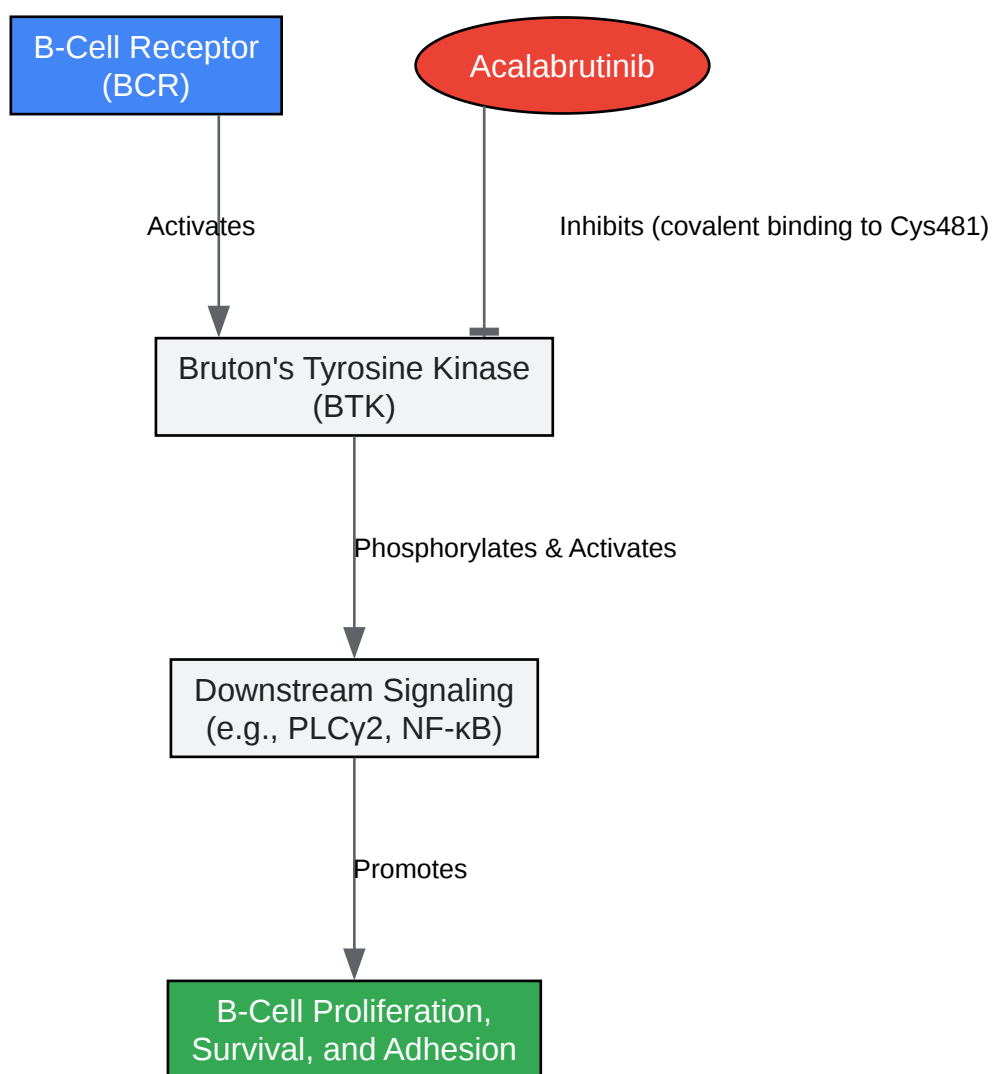 B-Cell Receptor
(BCR)
Acalabrutinib
Activates
Inhibits (covalent binding to Cys481)
Bruton's Tyrosine Kinase
(BTK)
Phosphorylates & Activates
Downstream Signaling
(e.g., PLCγ2, NF-κB)
Promotes
B-Cell Proliferation,
Survival, and Adhesion